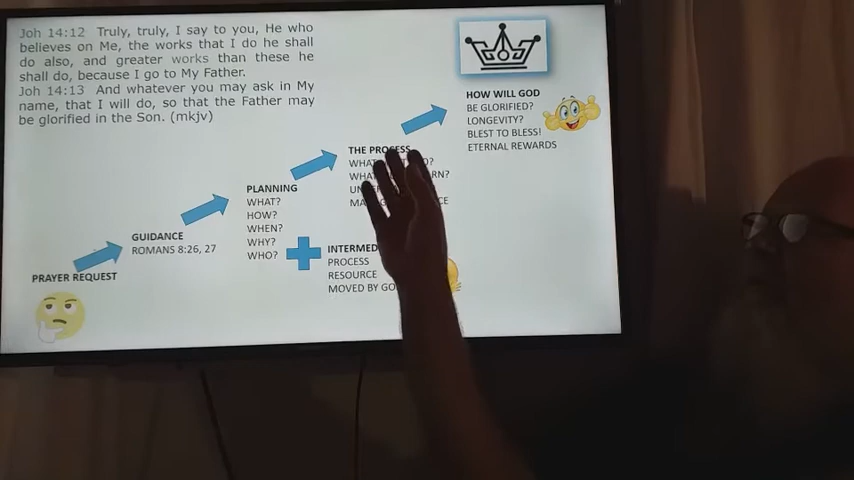 Joh 14:12 Truly, truly, I say to you, He who
believes on Me, the works that I do he shall
do also, and greater works than these he
shall do, because I go to My Father.
Joh 14:13 And whatever you may ask in My
name, that I will do, so that the Father may
be glorified in the Son. (mkjv)
HOW WILL GOD
BE GLORIFIED?
LONGEVITY?
BLEST TO BLESS!
ETERNAL REWARDS
THE PROCESS
PLANNING
WHAT?
HOW?
WHEN?
WHY?
WHO?
GUIDANCE
ROMANS 8:26, 27
PROCESS
RESOURCE
MOVED BY
PRAYER REQUEST